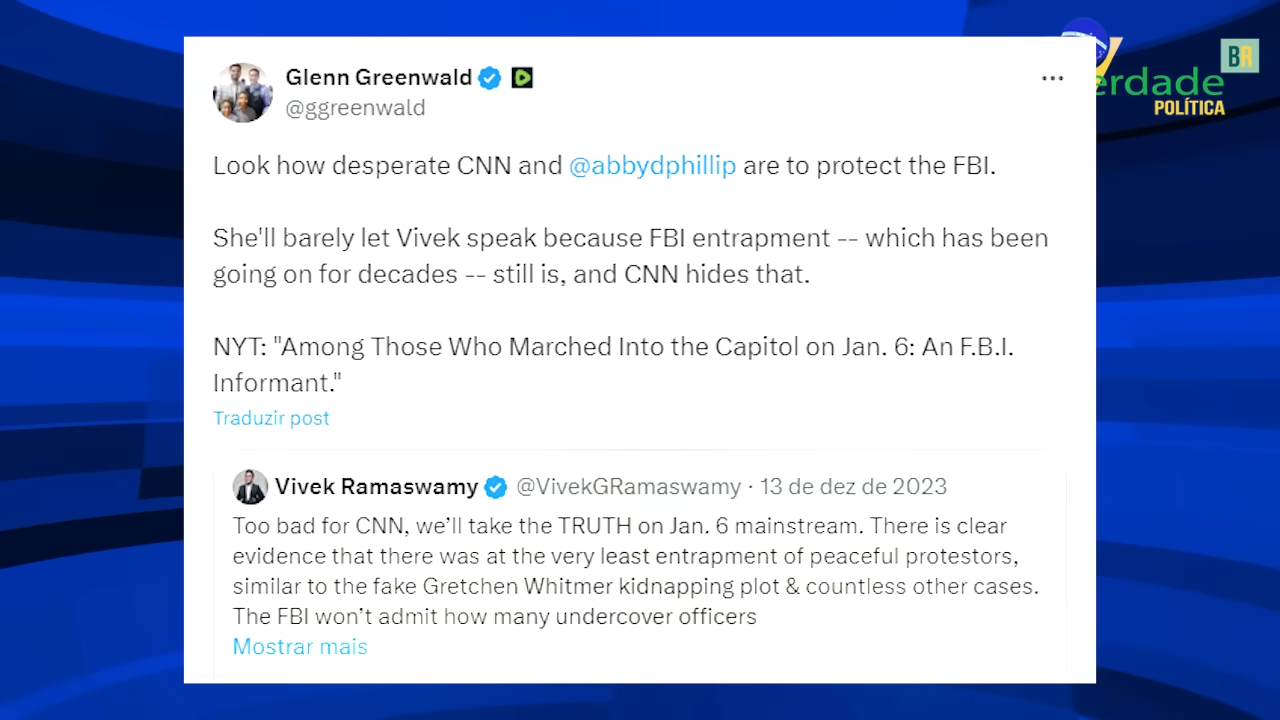 Glenn Greenwald
@ggreenwald
BR
erdade
POLÍTICA
Look how desperate CNN and @abbydphillip are to protect the FBI.
She'll barely let Vivek speak because FBI entrapment -- which has been
going on for decades -- still is, and CNN hides that.
NYT: "Among Those Who Marched Into the Capitol on Jan. 6: An F.B.I.
Informant."
Traduzir post
Vivek Ramaswamy @VivekGRamaswamy · 13 de dez de 2023
Too bad for CNN, we’ll take the TRUTH on Jan. 6 mainstream. There is clear
evidence that there was at the very least entrapment of peaceful protestors,
similar to the fake Gretchen Whitmer kidnapping plot & countless other cases.
The FBI won’t admit how many undercover officers
Mostrar mais